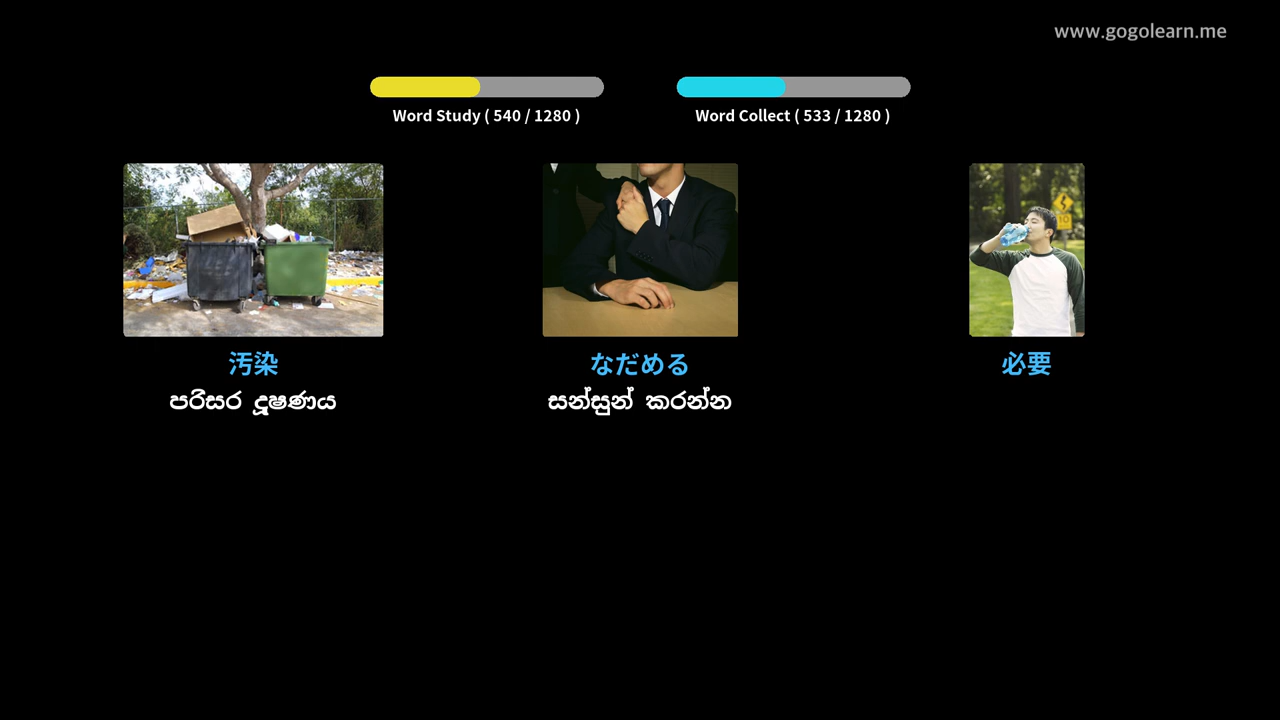 www.gogolearn.me
Word Study ( 540 / 1280 )
Word Collect ( 533 / 1280 )
汚染
පරිසර දූෂණය
なだめる
සන්සුන් කරන්න
必要